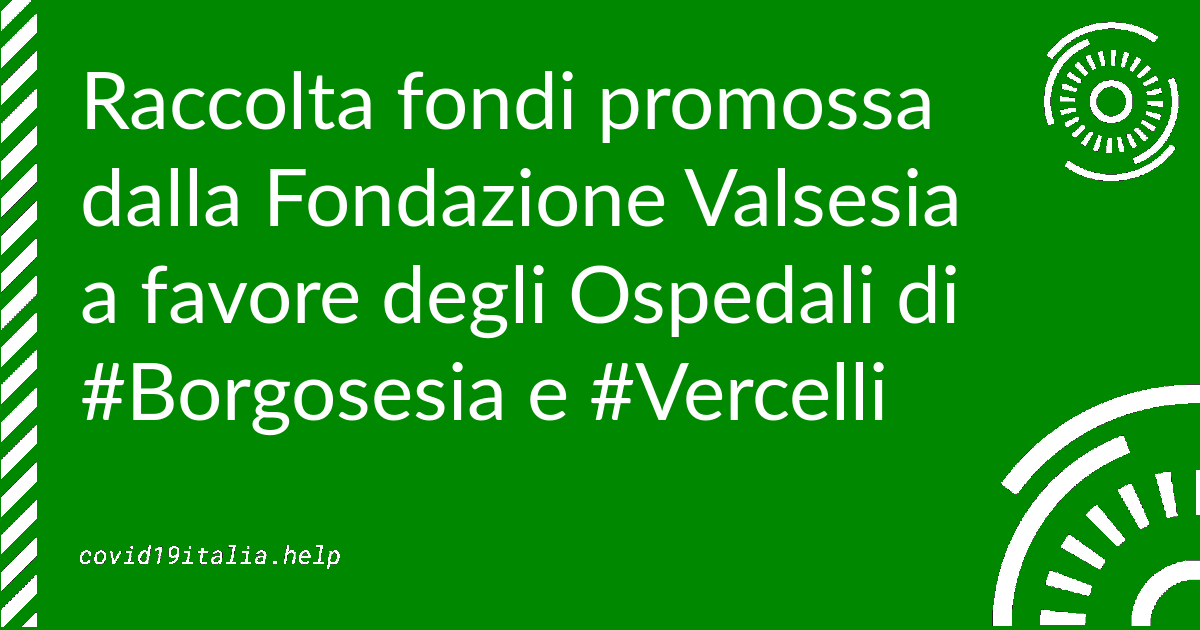 Raccolta fondi promossa
dalla Fondazione Valsesia
a favore degli Ospedali di
#Borgosesia e #Vercelli
covid19italia.help